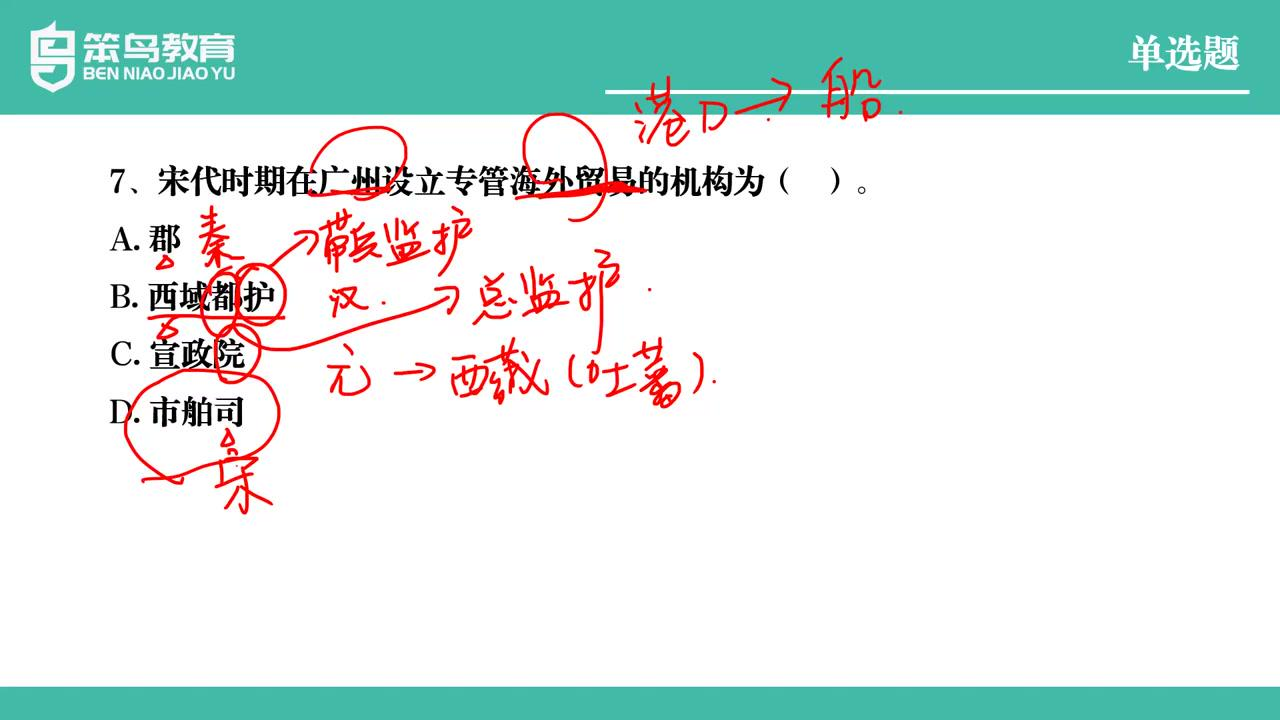 笨鸟教育
BEN NIAO JIAO YU
单选题
港口→船.
7、宋代时期在广州设立专管海外贸易的机构为（　）。
A. 郡 秦
→带兵监护
B. 西域都护 汉. →总监护.
C. 宣政院 元→西藏(吐蕃).
D. 市舶司
宋